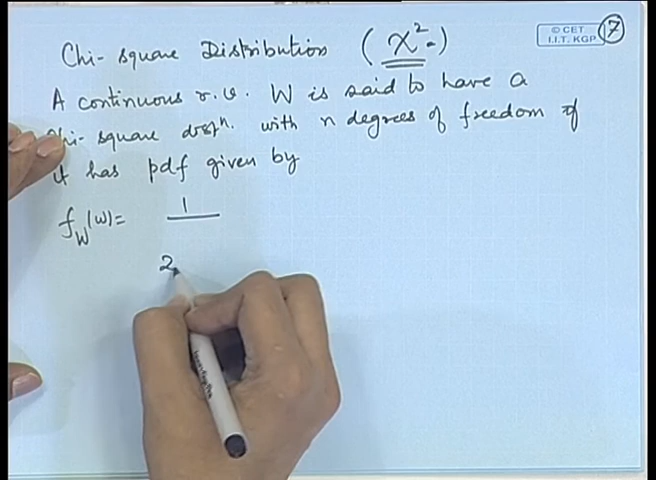 Chi-square Distribution (χ²-)
© CET
I.I.T. KGP
7
A continuous r.v. W is said to have a
Chi-square distⁿ. with n degrees of freedom if
it has pdf given by
f_W(w) = 1
2